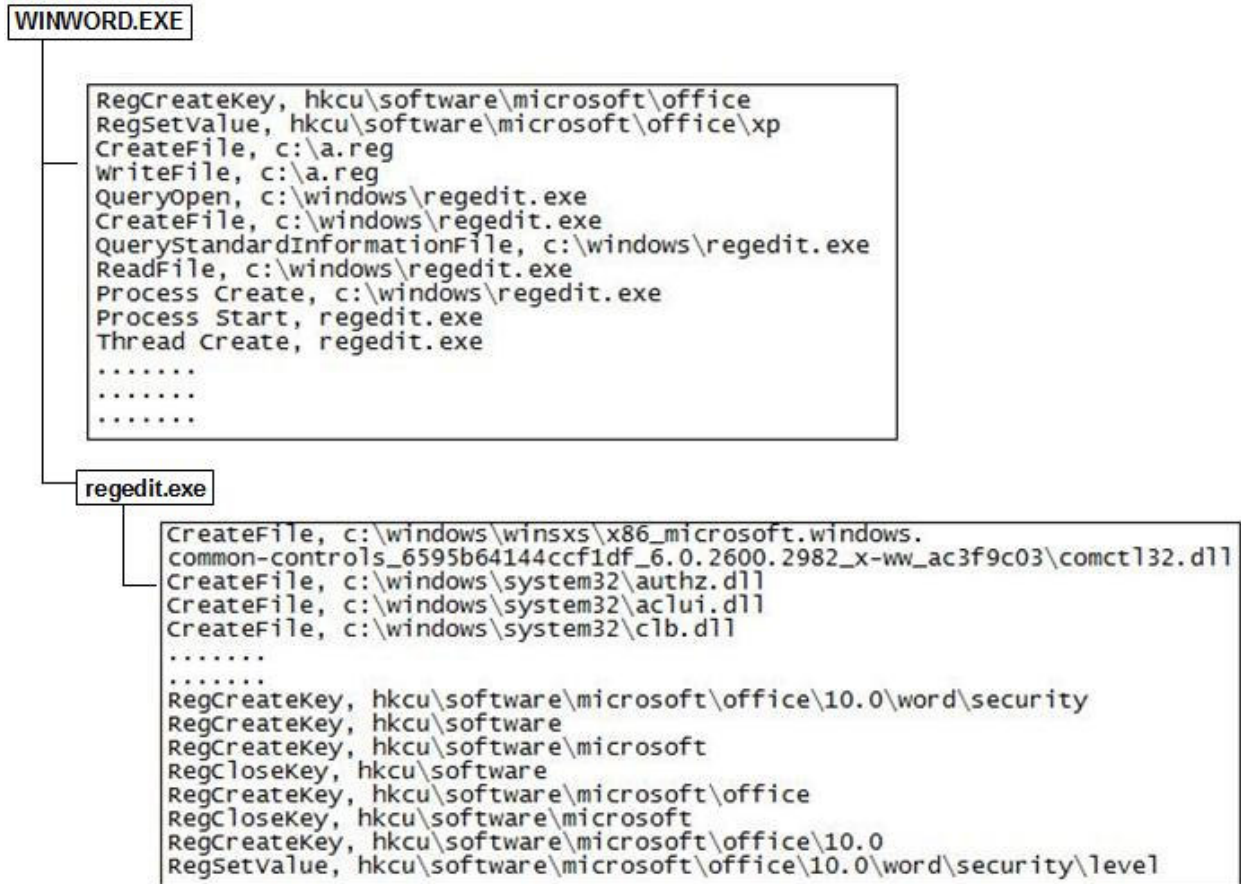 WINWORD.EXE
RegCreateKey, hkcu\software\microsoft\office
RegSetValue, hkcu\software\microsoft\office\xp
CreateFile, c:\a.reg
WriteFile, c:\a.reg
QueryOpen, c:\windows\regedit.exe
CreateFile, c:\windows\regedit.exe
QueryStandardInformationFile, c:\windows\regedit.exe
ReadFile, c:\windows\regedit.exe
Process Create, c:\windows\regedit.exe
Process Start, regedit.exe
Thread Create, regedit.exe
.......
.......
.......
regedit.exe
CreateFile, c:\windows\winsxs\x86_microsoft.windows.
common-controls_6595b64144ccf1df_6.0.2600.2982_x-ww_ac3f9c03\comctl32.dll
CreateFile, c:\windows\system32\authz.dll
CreateFile, c:\windows\system32\aclui.dll
CreateFile, c:\windows\system32\clb.dll
.......
.......
RegCreateKey, hkcu\software\microsoft\office\10.0\word\security
RegCreateKey, hkcu\software
RegCreateKey, hkcu\software\microsoft
RegCloseKey, hkcu\software
RegCreateKey, hkcu\software\microsoft\office
RegCloseKey, hkcu\software\microsoft
RegCreateKey, hkcu\software\microsoft\office\10.0
RegSetValue, hkcu\software\microsoft\office\10.0\word\security\level